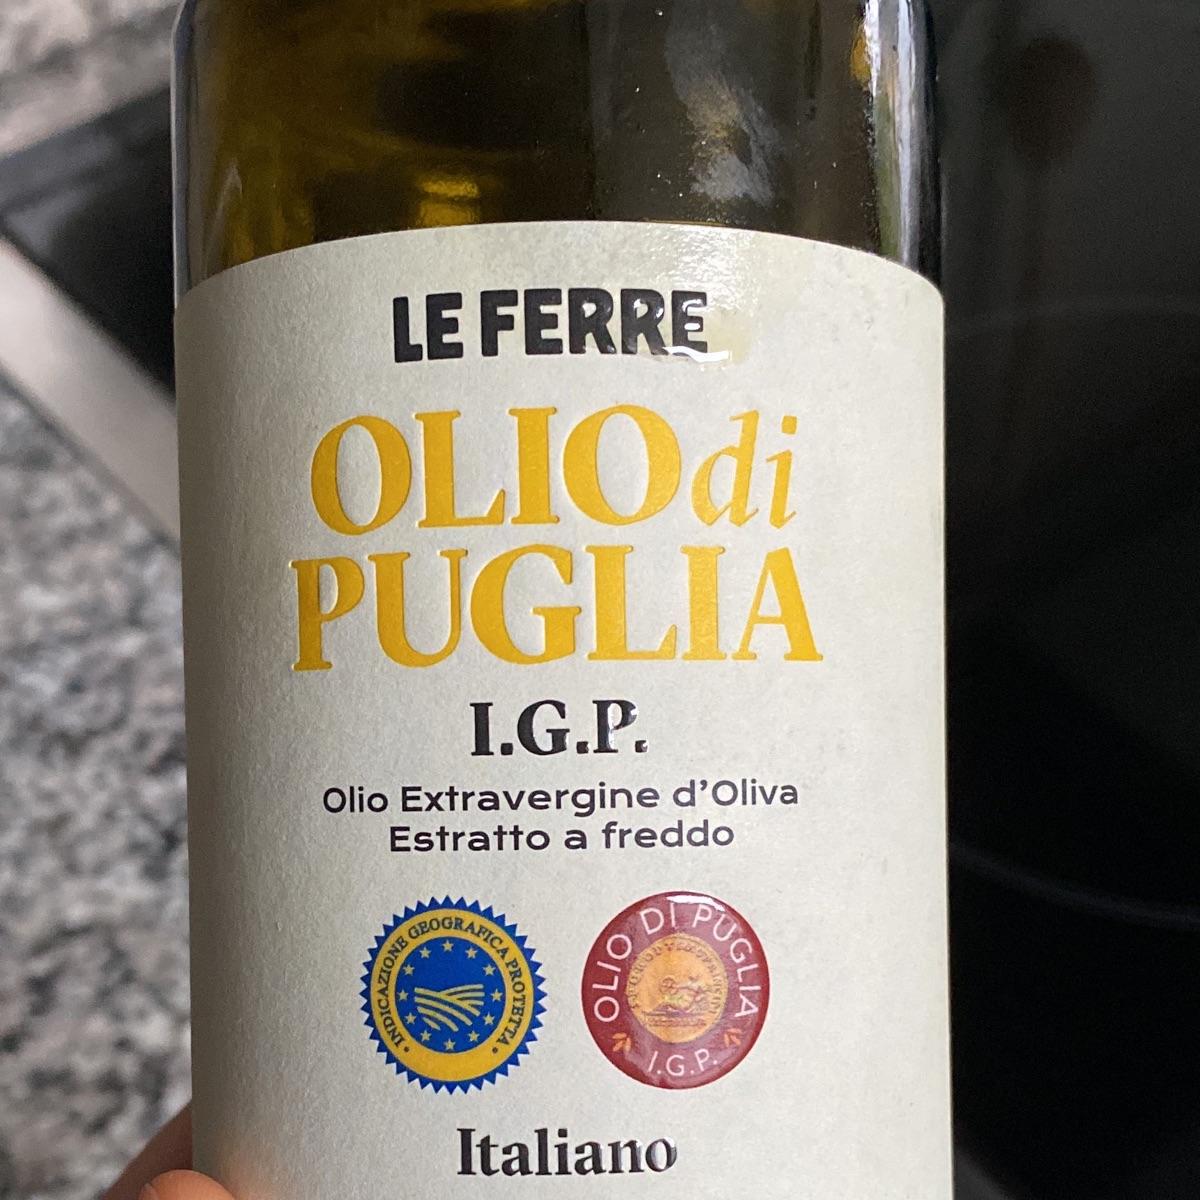 LE FERRE
OLIO di
PUGLIA
I.G.P.
Olio Extravergine d'Oliva
Estratto a freddo
INDICAZIONE GEOGRAFICA PROTETTA
OLIO DI PUGLIA
I.G.P.
Italiano